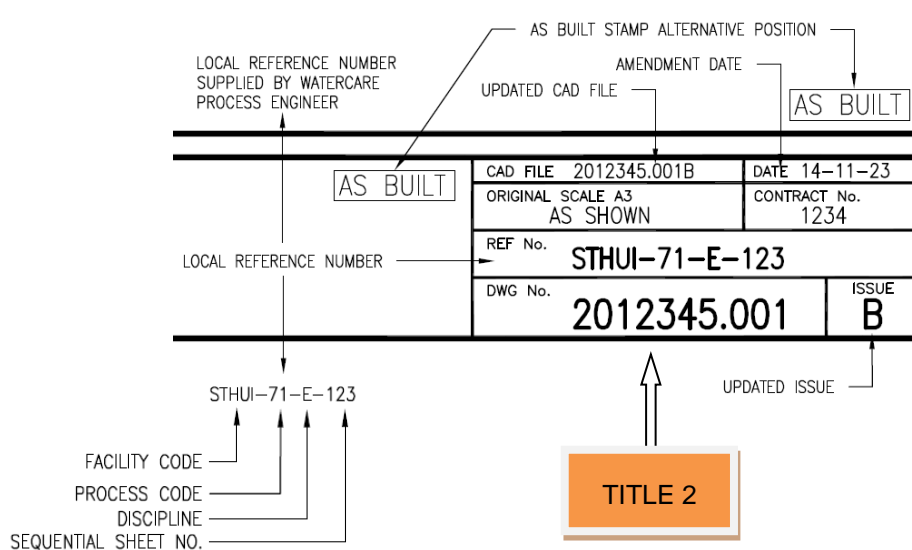 AS BUILT STAMP ALTERNATIVE POSITION
LOCAL REFERENCE NUMBER
SUPPLIED BY WATERCARE
PROCESS ENGINEER
AMENDMENT DATE
UPDATED CAD FILE
AS BUILT
AS BUILT
CAD FILE 2012345.001B
DATE 14-11-23
ORIGINAL SCALE A3
AS SHOWN
CONTRACT No.
1234
LOCAL REFERENCE NUMBER
REF No.
STHUI-71-E-123
DWG No.
2012345.001
ISSUE
B
STHUI-71-E-123
UPDATED ISSUE
FACILITY CODE
PROCESS CODE
DISCIPLINE
SEQUENTIAL SHEET NO.
TITLE 2